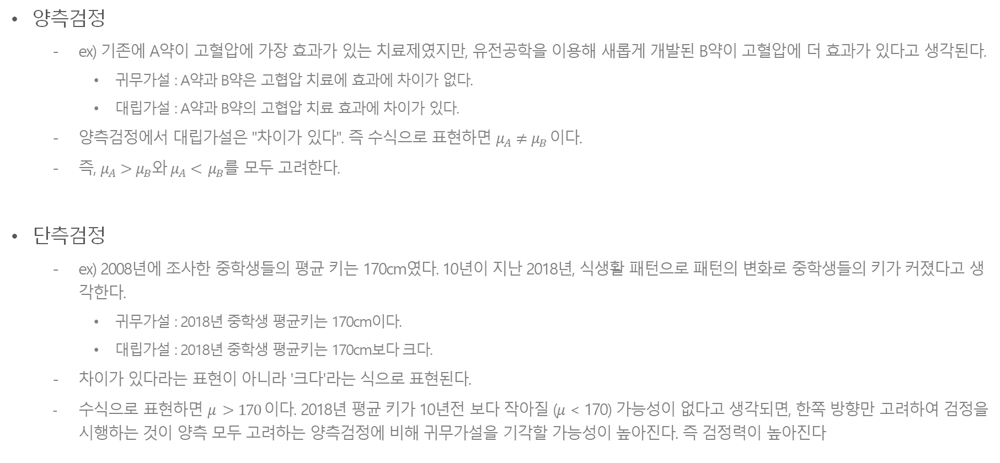 • 양측검정
- ex) 기존에 A약이 고혈압에 가장 효과가 있는 치료제였지만, 유전공학을 이용해 새롭게 개발된 B약이 고혈압에 더 효과가 있다고 생각된다.
• 귀무가설 : A약과 B약은 고협압 치료에 효과에 차이가 없다.
• 대립가설 : A약과 B약의 고협압 치료 효과에 차이가 있다.
- 양측검정에서 대립가설은 "차이가 있다". 즉 수식으로 표현하면 μ_A ≠ μ_B 이다.
- 즉, μ_A > μ_B와 μ_A < μ_B를 모두 고려한다.
• 단측검정
- ex) 2008년에 조사한 중학생들의 평균 키는 170cm였다. 10년이 지난 2018년, 식생활 패턴으로 패턴의 변화로 중학생들의 키가 커졌다고 생
각한다.
• 귀무가설 : 2018년 중학생 평균키는 170cm이다.
• 대립가설 : 2018년 중학생 평균키는 170cm보다 크다.
- 차이가 있다라는 표현이 아니라 '크다'라는 식으로 표현된다.
- 수식으로 표현하면 μ > 170 이다. 2018년 평균 키가 10년전 보다 작아질 (μ < 170) 가능성이 없다고 생각되면, 한쪽 방향만 고려하여 검정을
시행하는 것이 양측 모두 고려하는 양측검정에 비해 귀무가설을 기각할 가능성이 높아진다. 즉 검정력이 높아진다